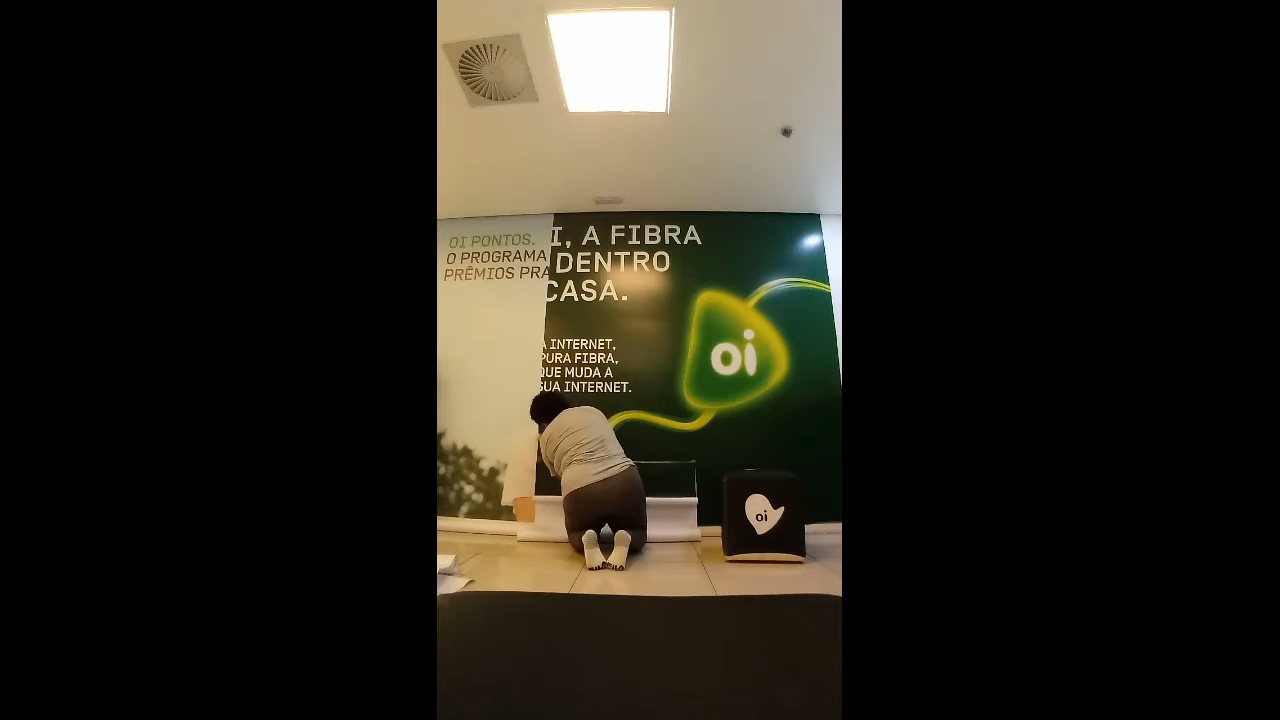 OI PONTOS.
O PROGRAMA
PRÊMIOS PRA
I, A FIBRA
DENTRO
CASA.
A INTERNET,
PURA FIBRA,
QUE MUDA A
SUA INTERNET.
oi
oi